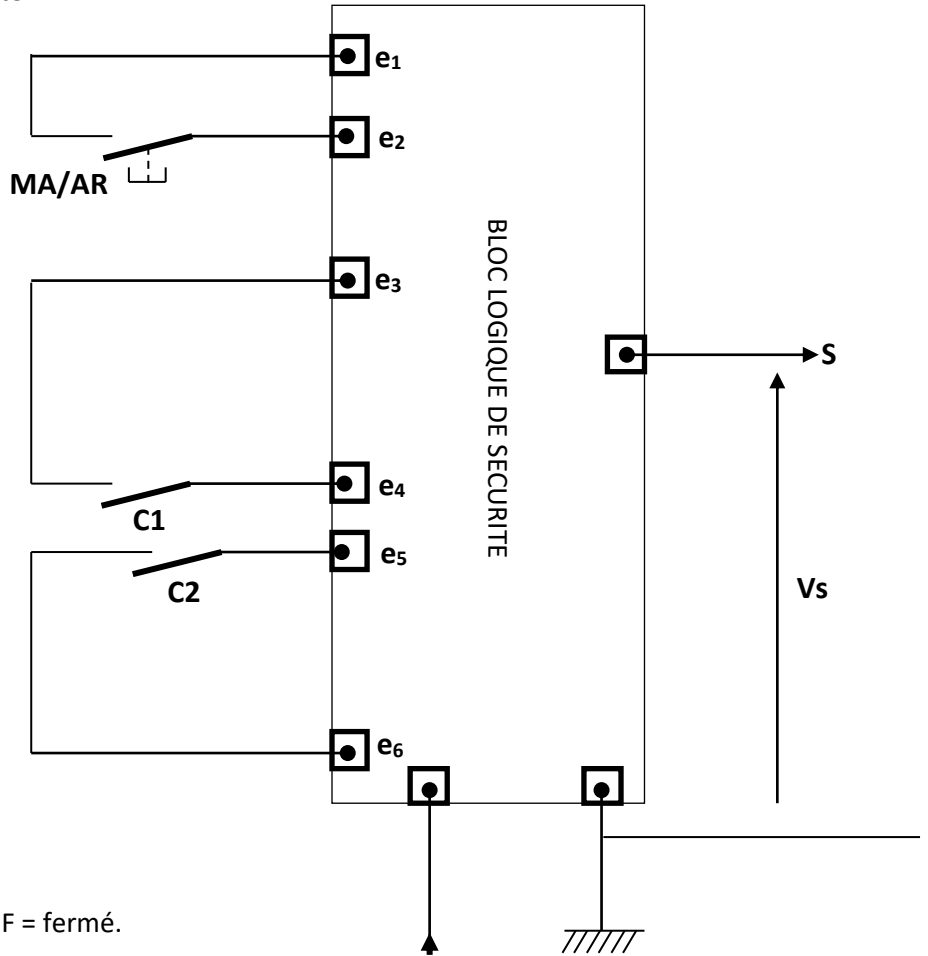 e₁
e₂
MA/AR
e₃
BLOC LOGIQUE DE SECURITE
S
e₄
C1
e₅
C2
Vs
e₆
F = fermé.